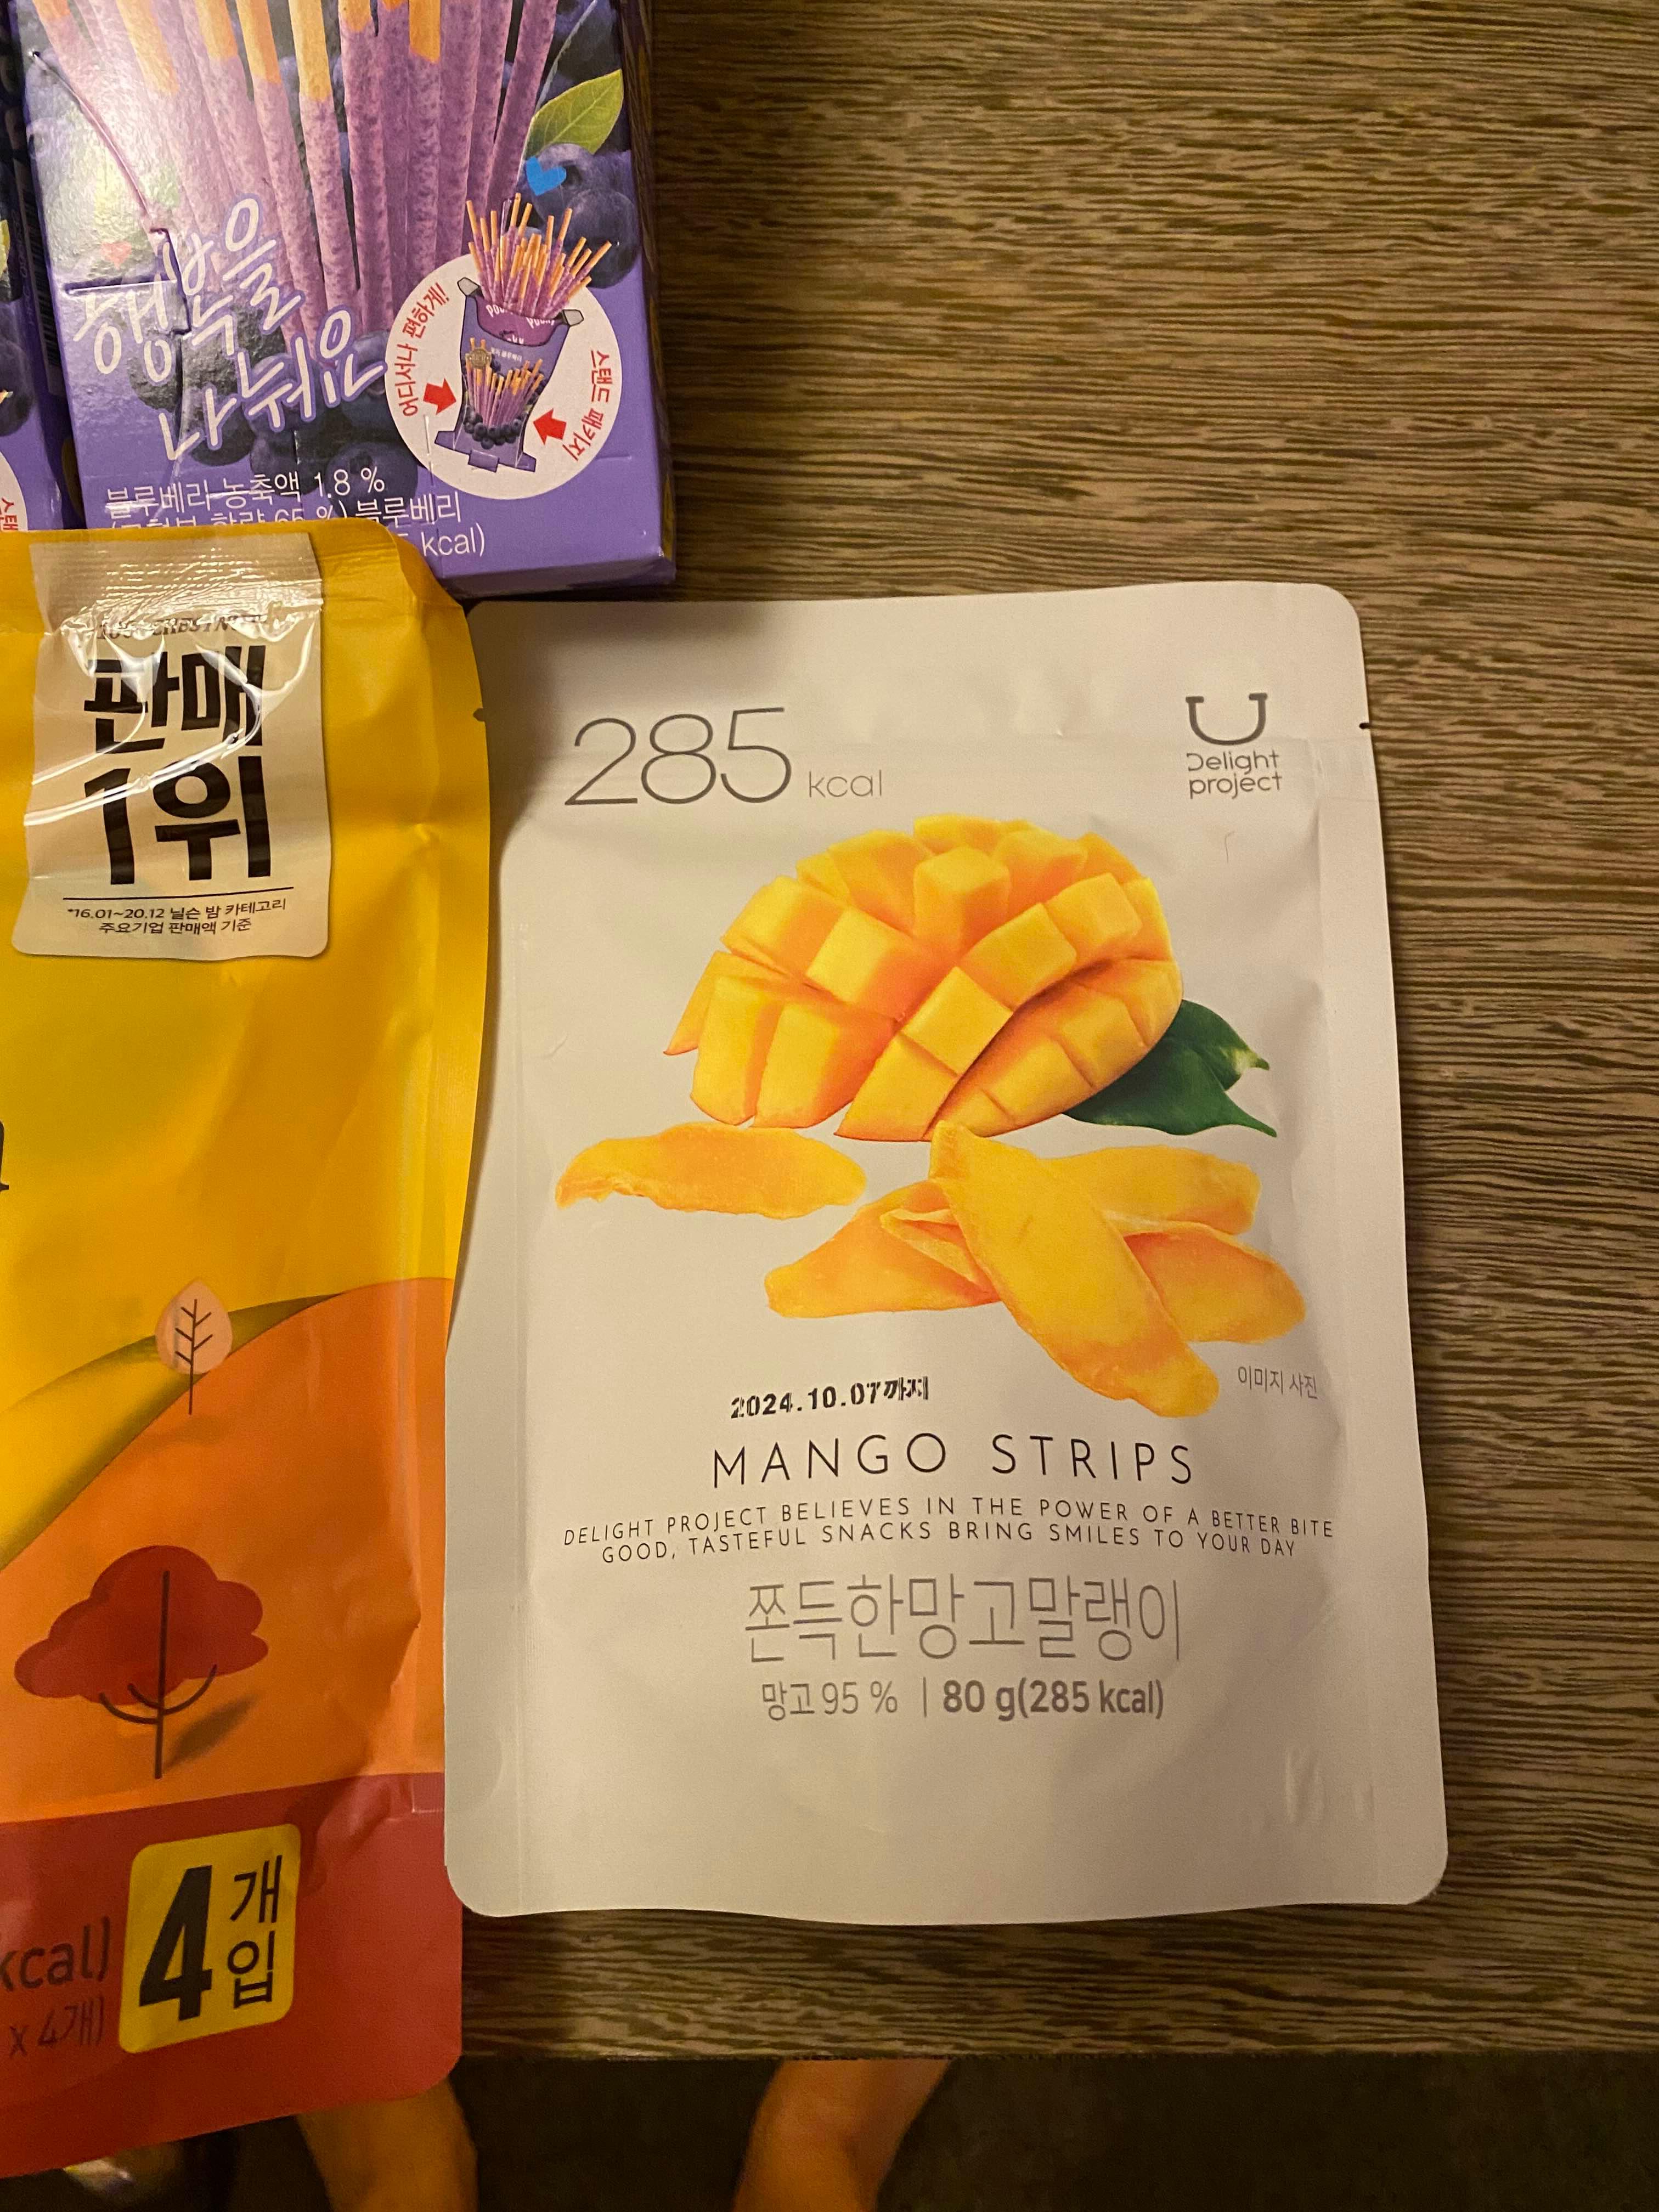 행복을
나눠요
어디서나 편하게!
스탠드 패키지
블루베리 농축액 1.8 %
블루베리
kcal)
판매
1위
*16.01~20.12 닐슨 밤 카테고리
주요기업 판매액 기준
kcal)
x 4개)
4개입
285 kcal
Delight
project
이미지 사진
2024.10.07까지
MANGO STRIPS
DELIGHT PROJECT BELIEVES IN THE POWER OF A BETTER BITE
GOOD, TASTEFUL SNACKS BRING SMILES TO YOUR DAY
쫀득한망고말랭이
망고 95 % | 80 g(285 kcal)